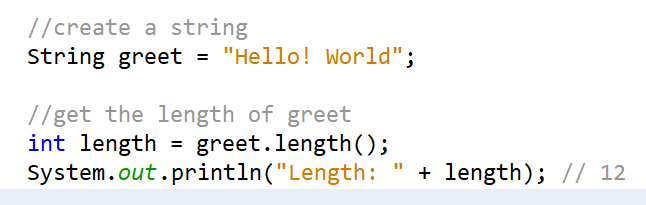 //create a string
String greet = "Hello! World";
//get the length of greet
int length = greet.length();
System.out.println("Length: " + length); // 12